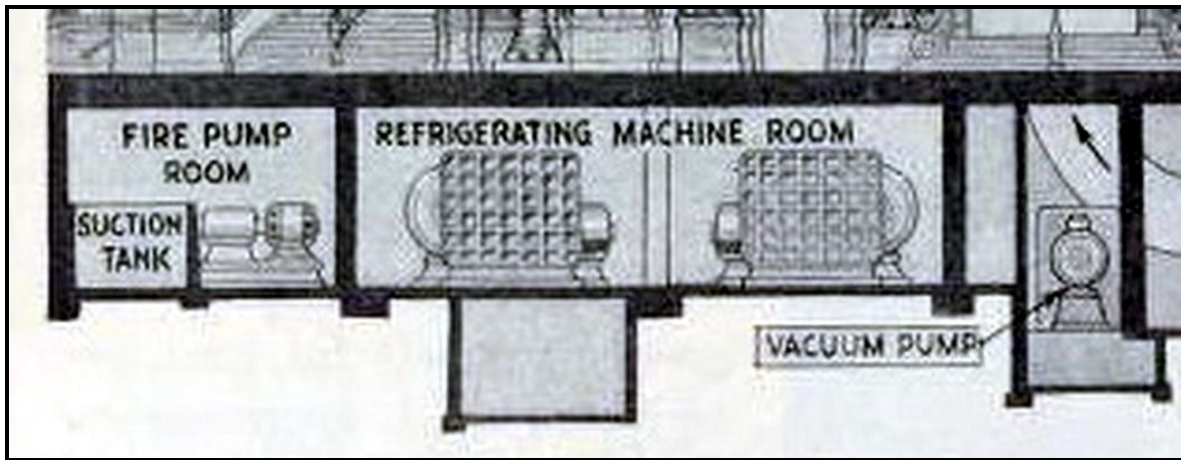 FIRE PUMP
ROOM
SUCTION
TANK
REFRIGERATING MACHINE ROOM
VACUUM PUMP